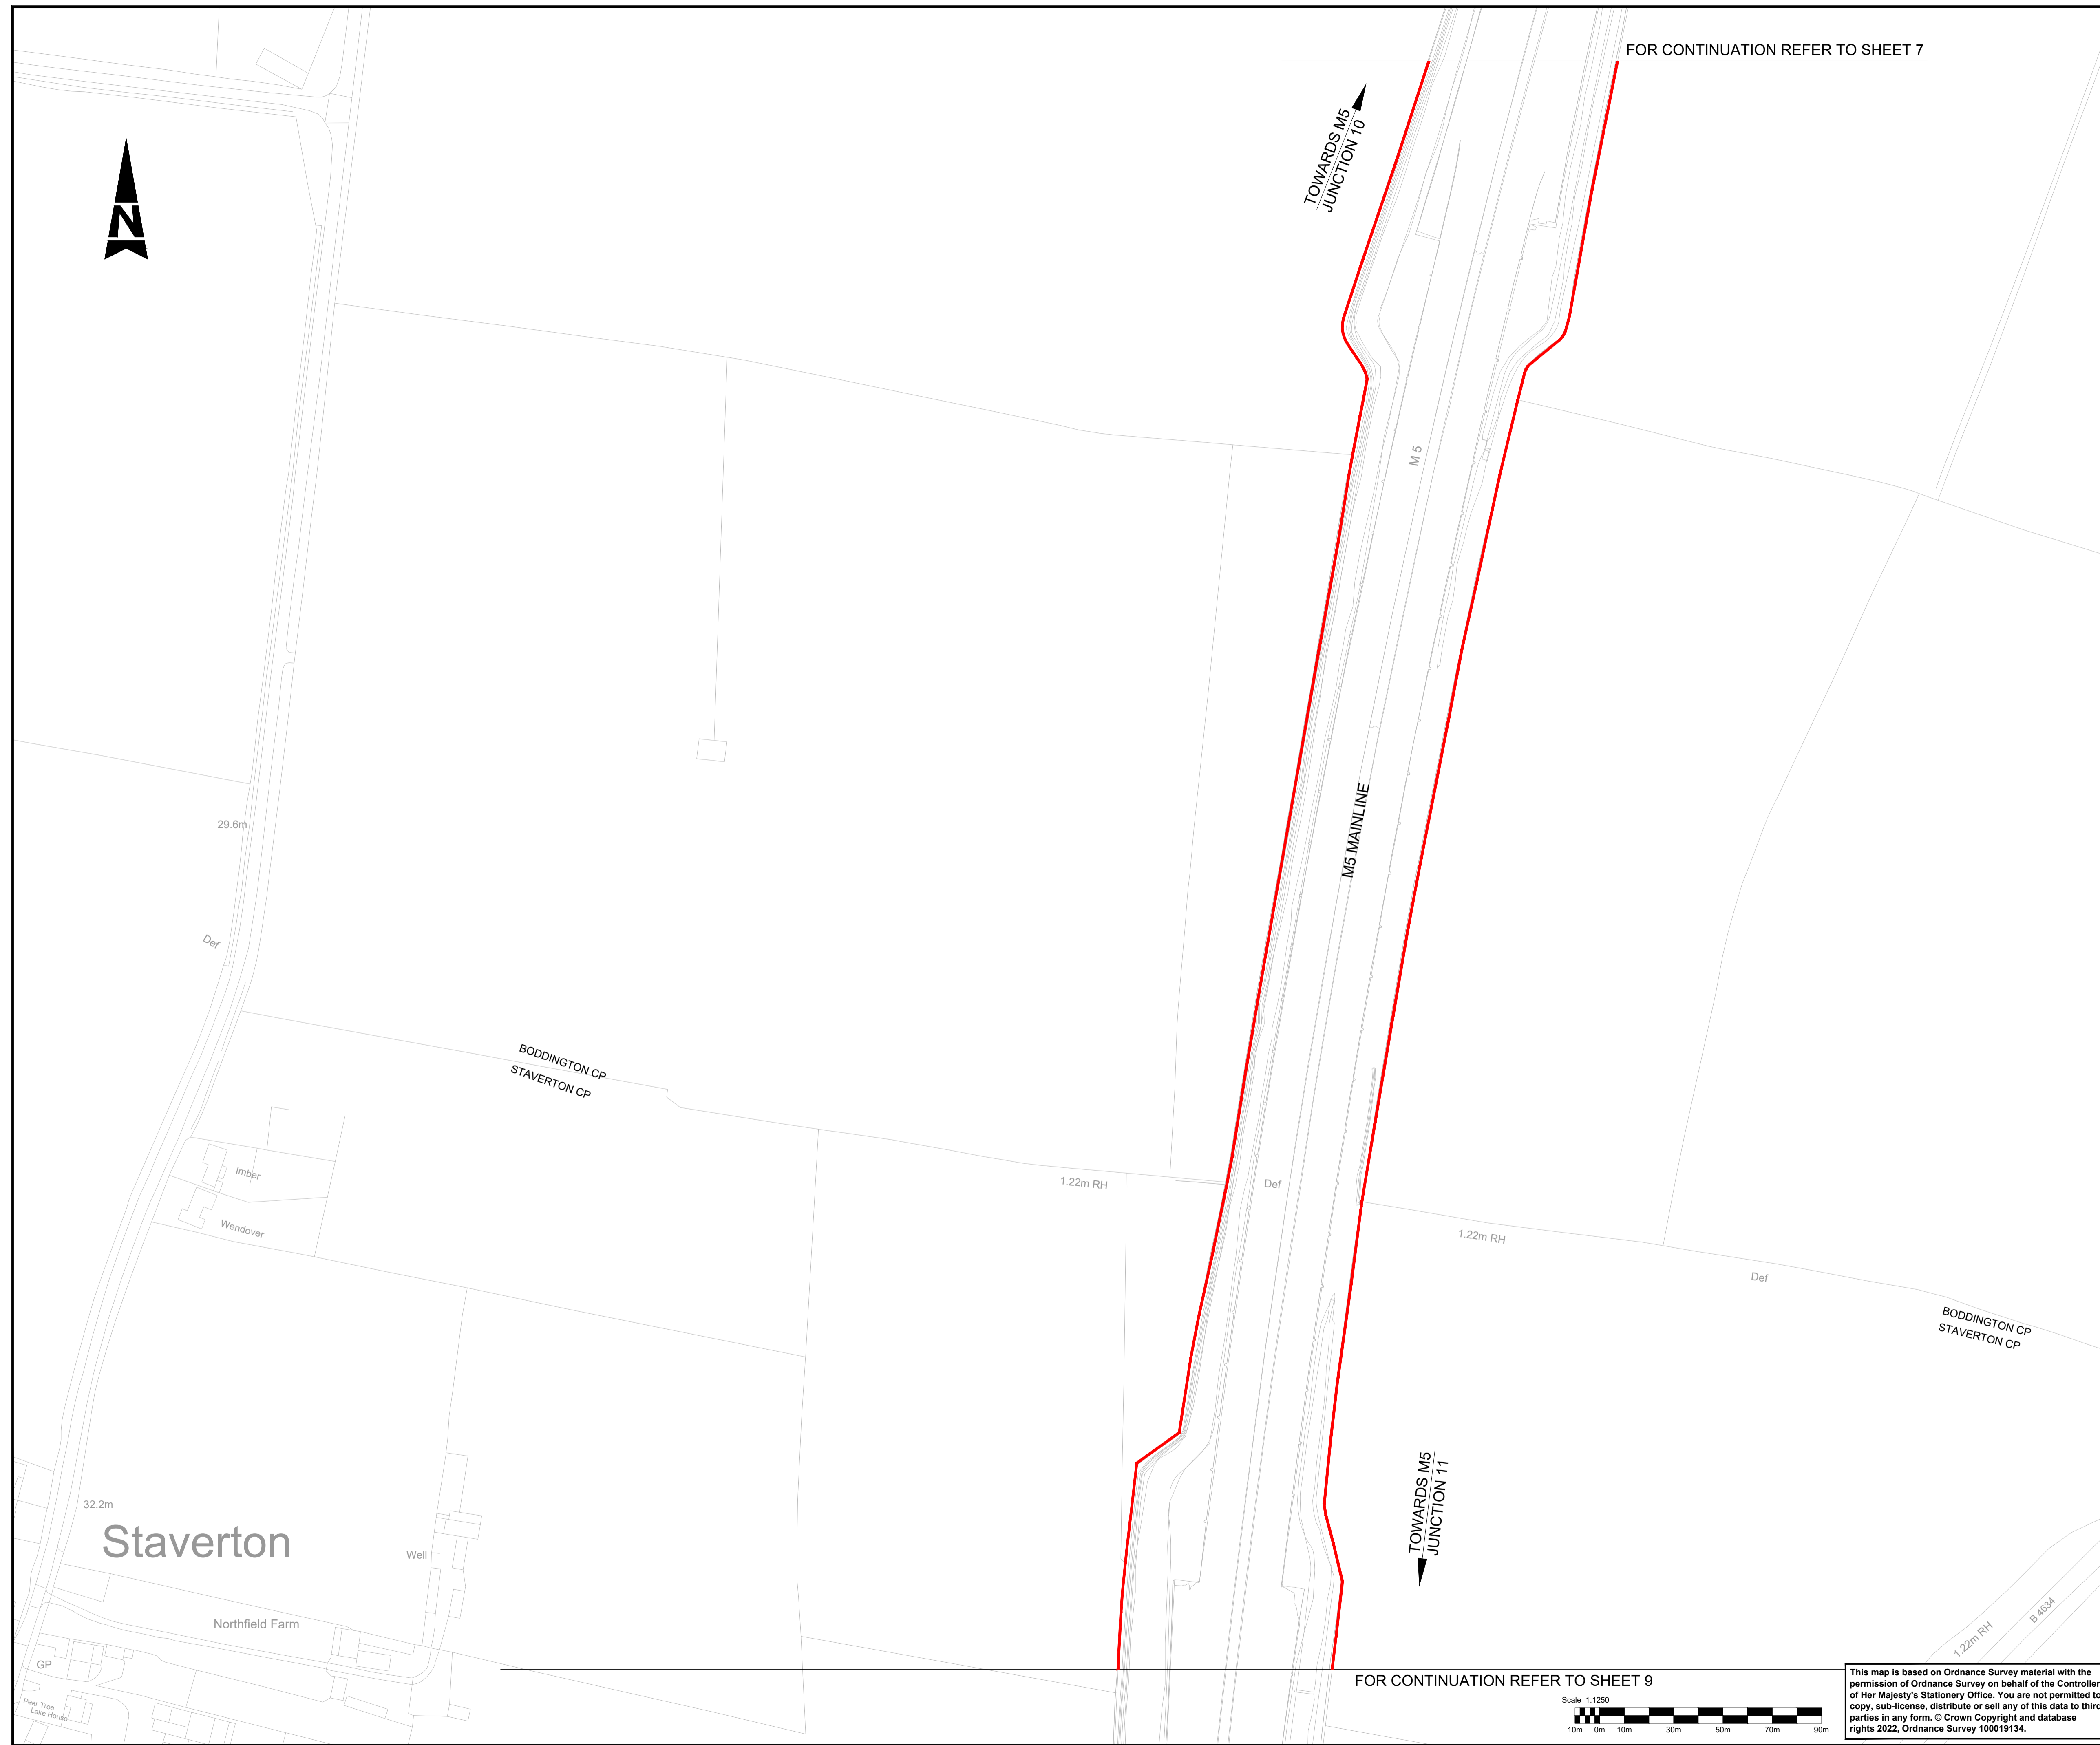 FOR CONTINUATION REFER TO SHEET 7
TOWARDS M5
JUNCTION 10
N
M 5
M5 MAINLINE
29.6m
Def
BODDINGTON CP
STAVERTON CP
Imber
Wendover
1.22m RH
Def
1.22m RH
Def
BODDINGTON CP
STAVERTON CP
TOWARDS M5
JUNCTION 11
32.2m
Staverton
Well
Northfield Farm
GP
Pear Tree
Lake House
B 4634
1.22m RH
FOR CONTINUATION REFER TO SHEET 9
Scale 1:1250
10m 0m 10m 30m 50m 70m 90m
This map is based on Ordnance Survey material with the
permission of Ordnance Survey on behalf of the Controller
of Her Majesty's Stationery Office. You are not permitted to
copy, sub-license, distribute or sell any of this data to third
parties in any form. © Crown Copyright and database
rights 2022, Ordnance Survey 100019134.